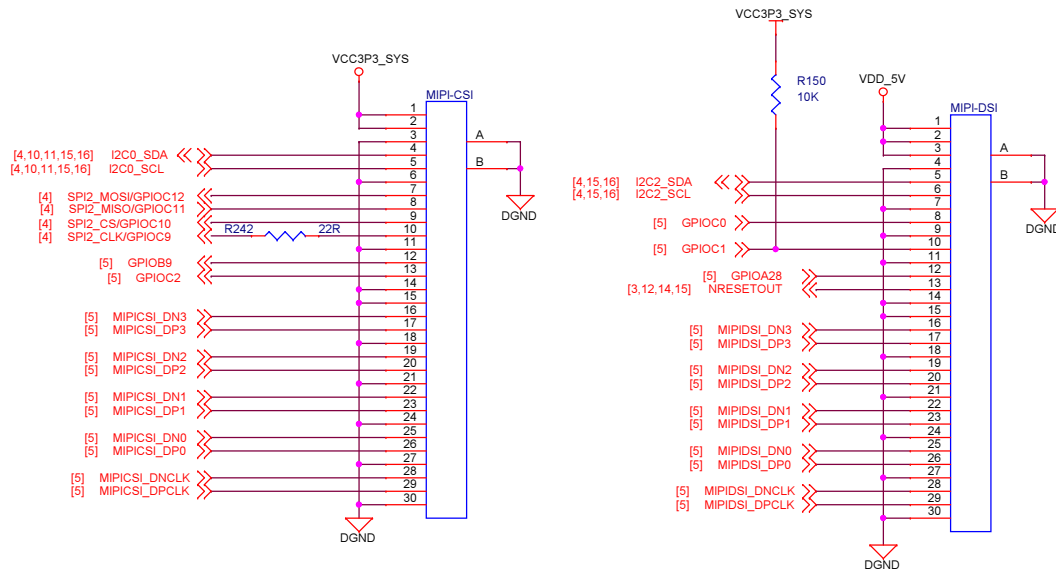 VCC3P3_SYS
MIPI-CSI
1
2
3
[4,10,11,15,16] I2C0_SDA 4
[4,10,11,15,16] I2C0_SCL 5
6
[4] SPI2_MOSI/GPIOC12 7
[4] SPI2_MISO/GPIOC11 8
[4] SPI2_CS/GPIOC10 9
[4] SPI2_CLK/GPIOC9 R242 22R 10
11
[5] GPIOB9 12
[5] GPIOC2 13
14
15
[5] MIPICSI_DN3 16
[5] MIPICSI_DP3 17
18
[5] MIPICSI_DN2 19
[5] MIPICSI_DP2 20
21
[5] MIPICSI_DN1 22
[5] MIPICSI_DP1 23
24
[5] MIPICSI_DN0 25
[5] MIPICSI_DP0 26
27
[5] MIPICSI_DNCLK 28
[5] MIPICSI_DPCLK 29
30
A
B
DGND
DGND
VCC3P3_SYS
R150
10K
VDD_5V
MIPI-DSI
1
2
3
4
[4,15,16] I2C2_SDA 5
[4,15,16] I2C2_SCL 6
7
[5] GPIOC0 8
9
[5] GPIOC1 10
11
[5] GPIOA28 12
[3,12,14,15] NRESETOUT 13
14
15
[5] MIPIDSI_DN3 16
[5] MIPIDSI_DP3 17
18
[5] MIPIDSI_DN2 19
[5] MIPIDSI_DP2 20
21
[5] MIPIDSI_DN1 22
[5] MIPIDSI_DP1 23
24
[5] MIPIDSI_DN0 25
[5] MIPIDSI_DP0 26
27
[5] MIPIDSI_DNCLK 28
[5] MIPIDSI_DPCLK 29
30
A
B
DGND
DGND